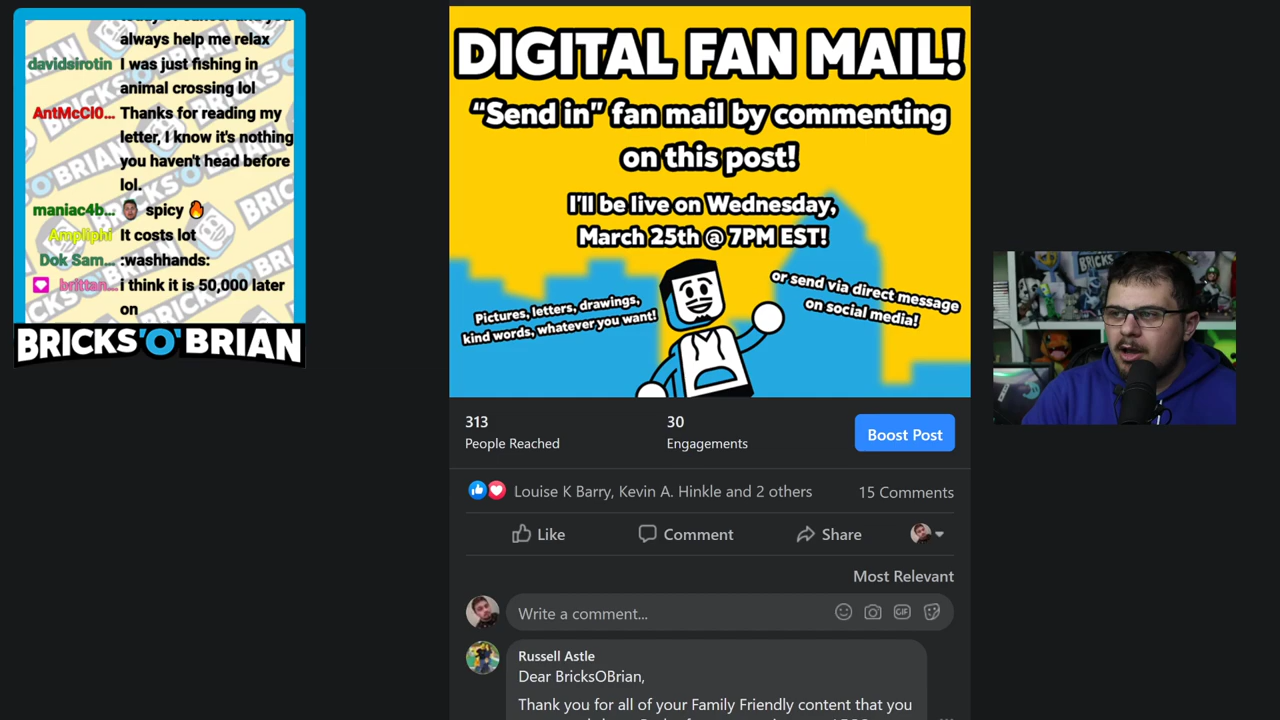 always help me relax
davidsirotin I was just fishing in
animal crossing lol
AntMcCl0... Thanks for reading my
letter, I know it's nothing
you haven't head before
lol.
maniac4b... spicy
Ampliphi It costs lot
Dok Sam... :washhands:
brittan... i think it is 50,000 later
on
BRICKS'O'BRIAN
DIGITAL FAN MAIL!
“Send in” fan mail by commenting
on this post!
I'll be live on Wednesday,
March 25th @ 7PM EST!
Pictures, letters, drawings,
kind words, whatever you want!
or send via direct message
on social media!
313
People Reached
30
Engagements
Boost Post
Louise K Barry, Kevin A. Hinkle and 2 others
15 Comments
Like
Comment
Share
Most Relevant
Write a comment...
GIF
Russell Astle
Dear BricksOBrian,
Thank you for all of your Family Friendly content that you